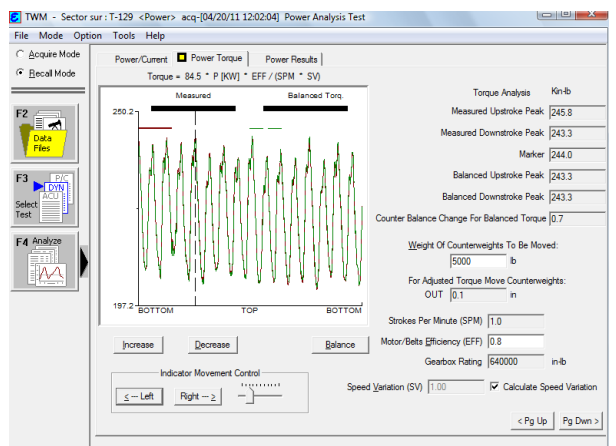 TWM - Sector sur : T-129 <Power> acq-[04/20/11 12:02:04] Power Analysis Test
File Mode Option Tools Help
Acquire Mode
Recall Mode
F2
Data
Files
F3
P/C
DYN
ACU
Select
Test
F4 Analyze
Power/Current
Power Torque
Power Results
Torque = 84.5 * P [KW] * EFF / (SPM * SV)
Measured
Balanced Torq.
250.2
197.2
BOTTOM TOP BOTTOM
Increase
Decrease
Balance
Indicator Movement Control
< -- Left
Right -- >
Torque Analysis Kin-lb
Measured Upstroke Peak 245.8
Measured Downstroke Peak 243.3
Marker 244.0
Balanced Upstroke Peak 243.3
Balanced Downstroke Peak 243.3
Counter Balance Change For Balanced Torque 0.7
Weight Of Counterweights To Be Moved:
5000 lb
For Adjusted Torque Move Counterweights:
OUT 0.1 in
Strokes Per Minute (SPM) 1.0
Motor/Belts Efficiency (EFF) 0.8
Gearbox Rating 640000 in-lb
Speed Variation (SV) 1.00 Calculate Speed Variation
< Pg Up
Pg Dwn >